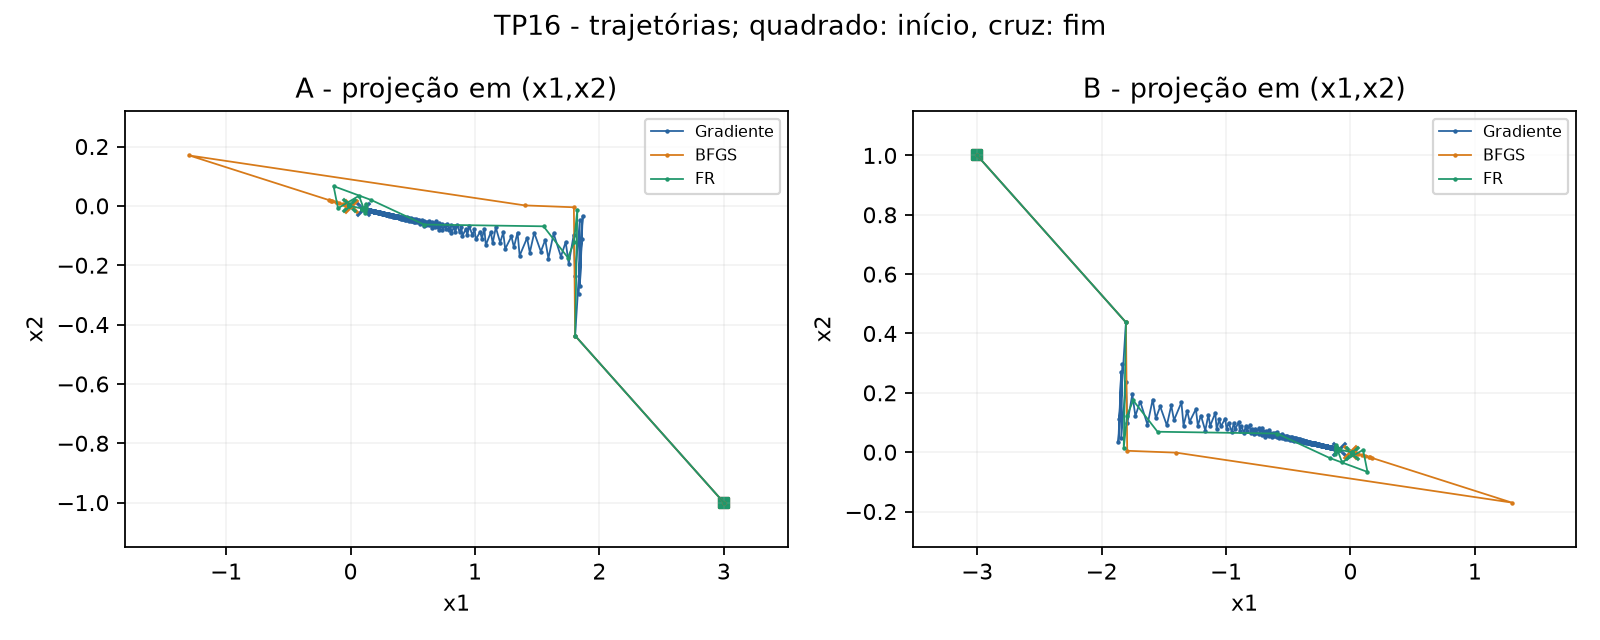 TP16 - trajetórias; quadrado: início, cruz: fim
A - projeção em (x1,x2)
Gradiente
BFGS
FR
0.2
0.0
−0.2
−0.4
−0.6
−0.8
−1.0
x2
−1
0
1
2
3
x1
B - projeção em (x1,x2)
Gradiente
BFGS
FR
1.0
0.8
0.6
0.4
0.2
0.0
−0.2
x2
−3
−2
−1
0
1
x1